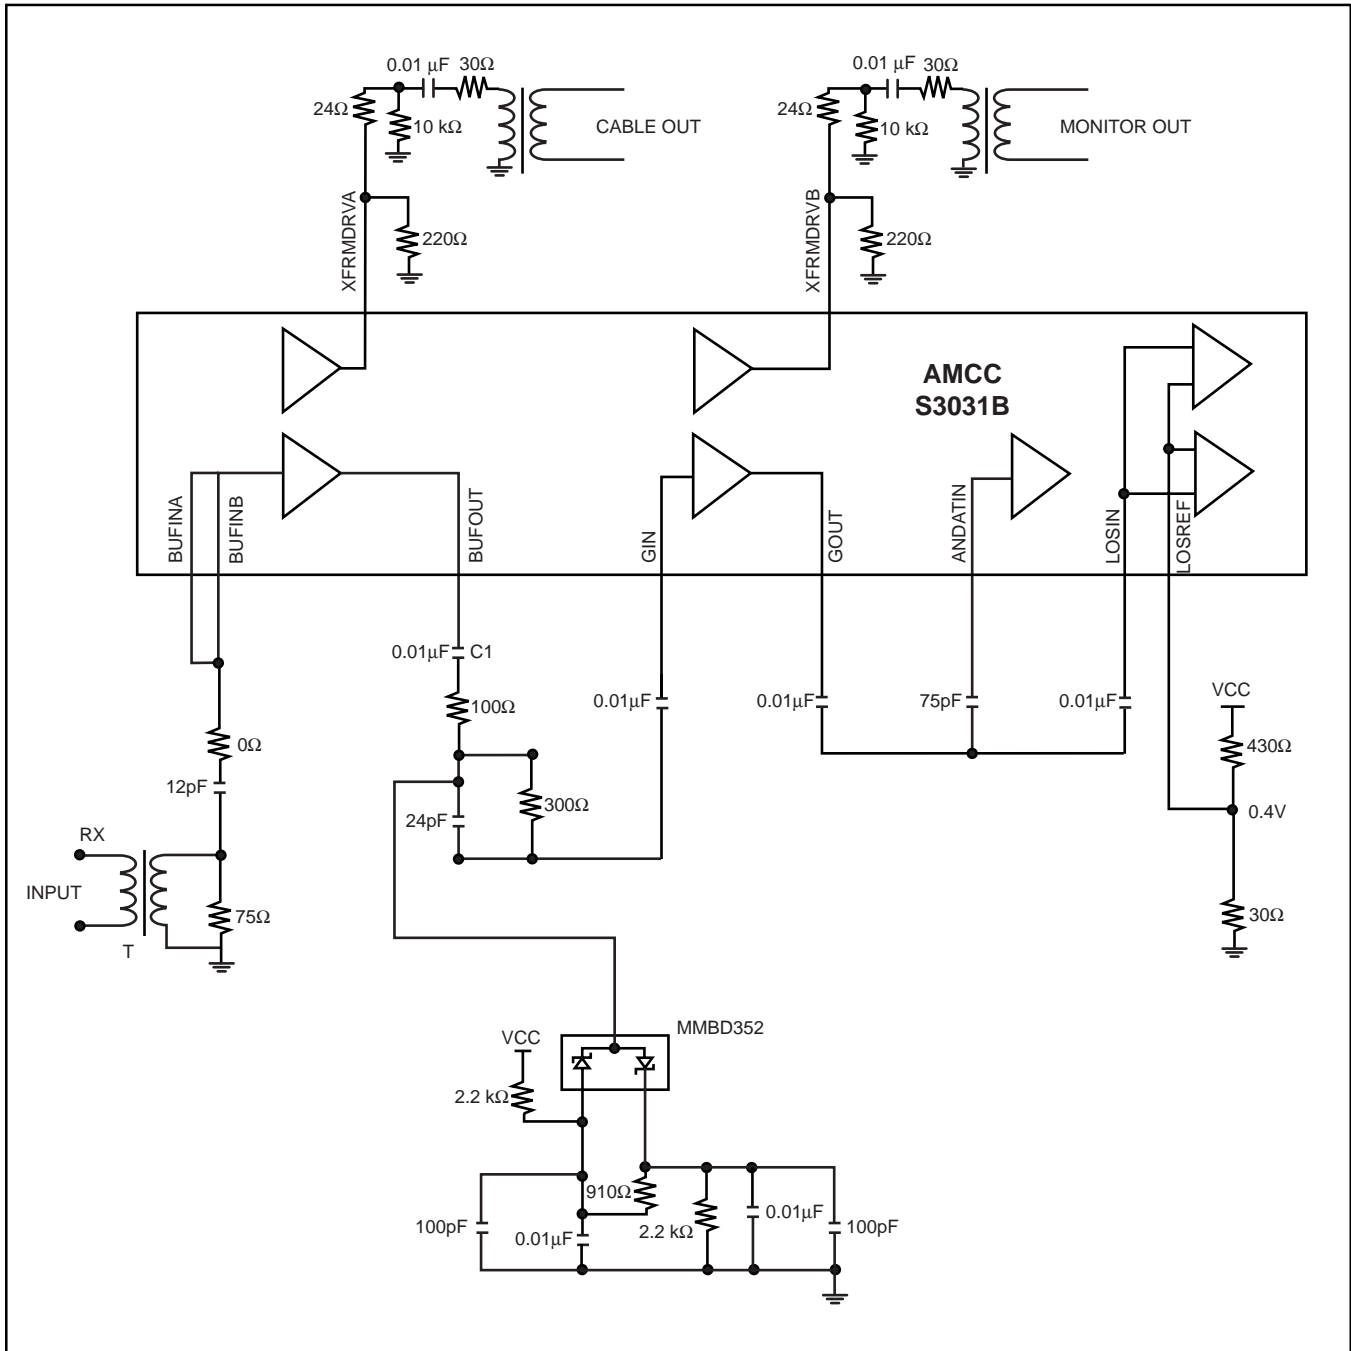 0.01 μF 30Ω
24Ω
10 kΩ
CABLE OUT
XFRMDRVA
220Ω
0.01 μF 30Ω
24Ω
10 kΩ
MONITOR OUT
XFRMDRVB
220Ω
AMCC
S3031B
BUFINA
BUFINB
BUFOUT
GIN
GOUT
ANDATIN
LOSIN
LOSREF
0.01μF C1
100Ω
0.01μF
0.01μF
75pF
0.01μF
VCC
430Ω
0Ω
12pF
300Ω
24pF
0.4V
RX
INPUT
75Ω
T
30Ω
MMBD352
VCC
2.2 kΩ
910Ω
100pF
0.01μF
2.2 kΩ
0.01μF
100pF